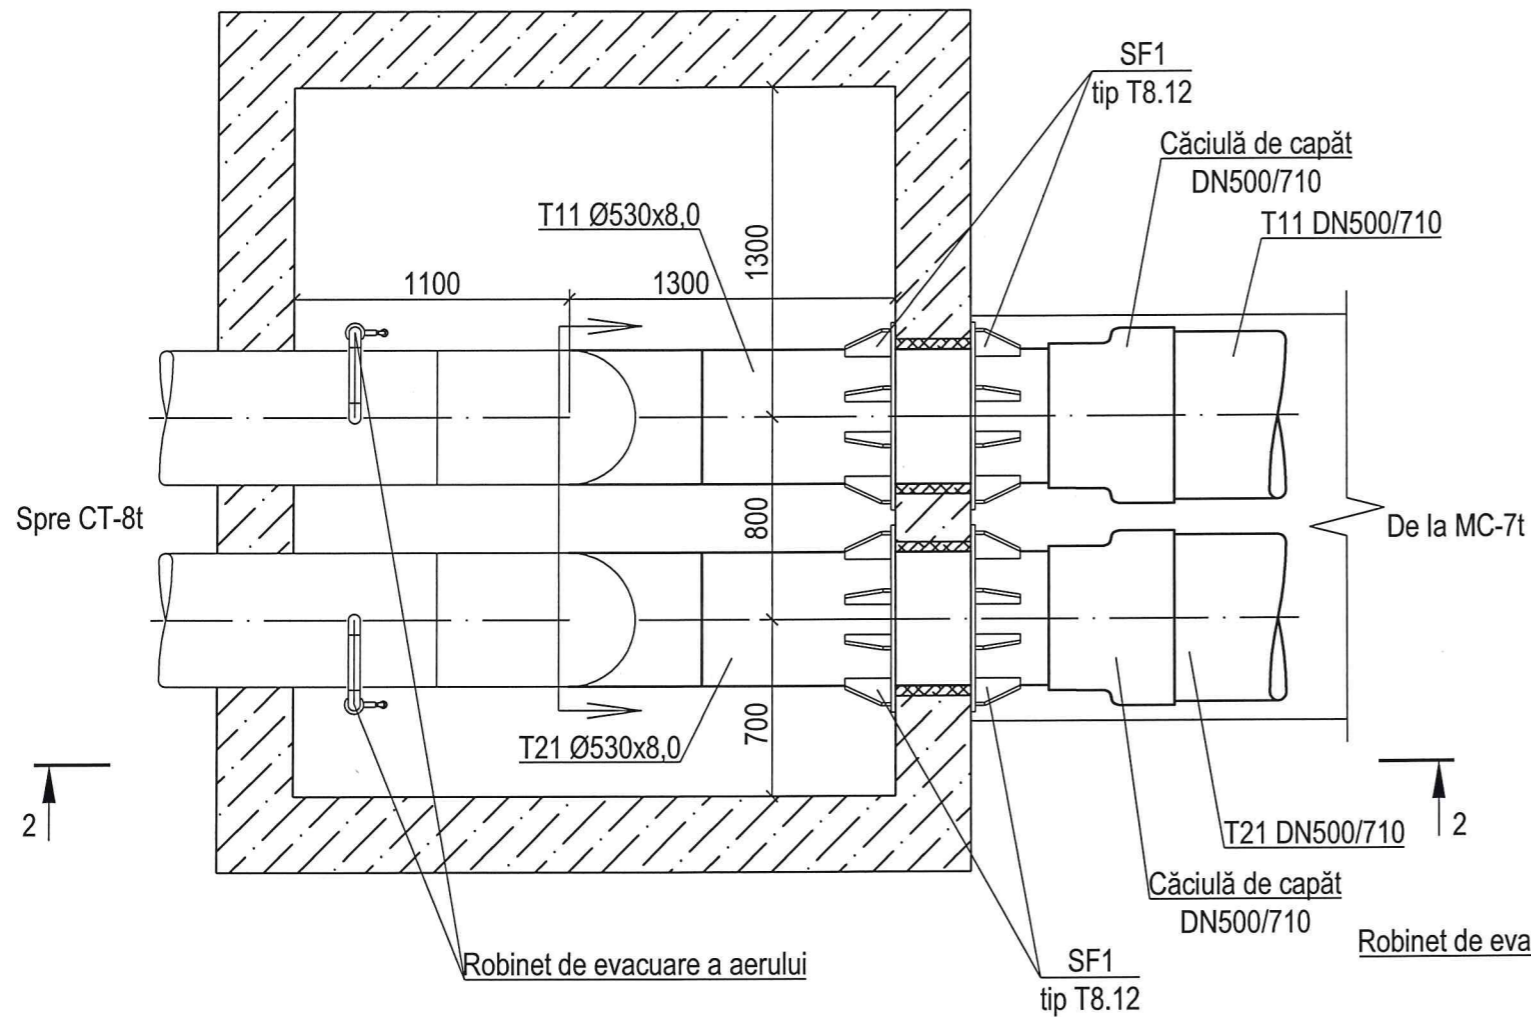 SF1
tip T8.12
Căciulă de capăt
DN500/710
T11 Ø530x8,0
T11 DN500/710
1300
1100
1300
Spre CT-8t
800
De la MC-7t
700
T21 Ø530x8,0
2
2
T21 DN500/710
Căciulă de capăt
DN500/710
Robinet de eva
Robinet de evacuare a aerului
SF1
tip T8.12